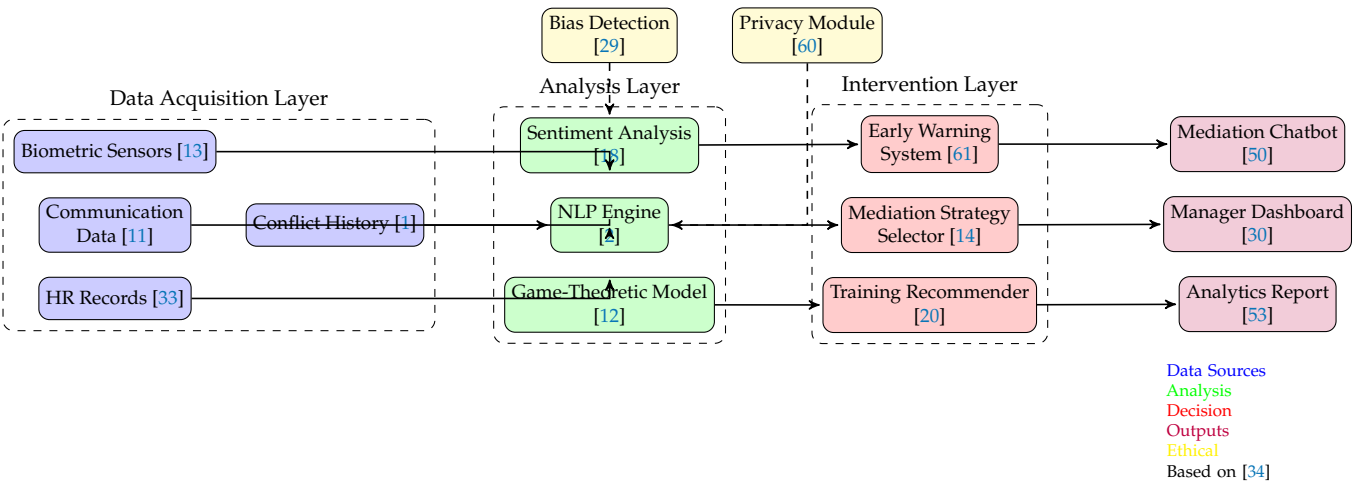 Bias Detection
[29]
Privacy Module
[60]
Data Acquisition Layer
Analysis Layer
Intervention Layer
Biometric Sensors [13]
Communication
Data [11]
Conflict History [1]
HR Records [33]
Sentiment Analysis
[18]
NLP Engine
[2]
Game-Theoretic Model
[12]
Early Warning
System [61]
Mediation Strategy
Selector [14]
Training Recommender
[20]
Mediation Chatbot
[50]
Manager Dashboard
[30]
Analytics Report
[53]
Data Sources
Analysis
Decision
Outputs
Ethical
Based on [34]